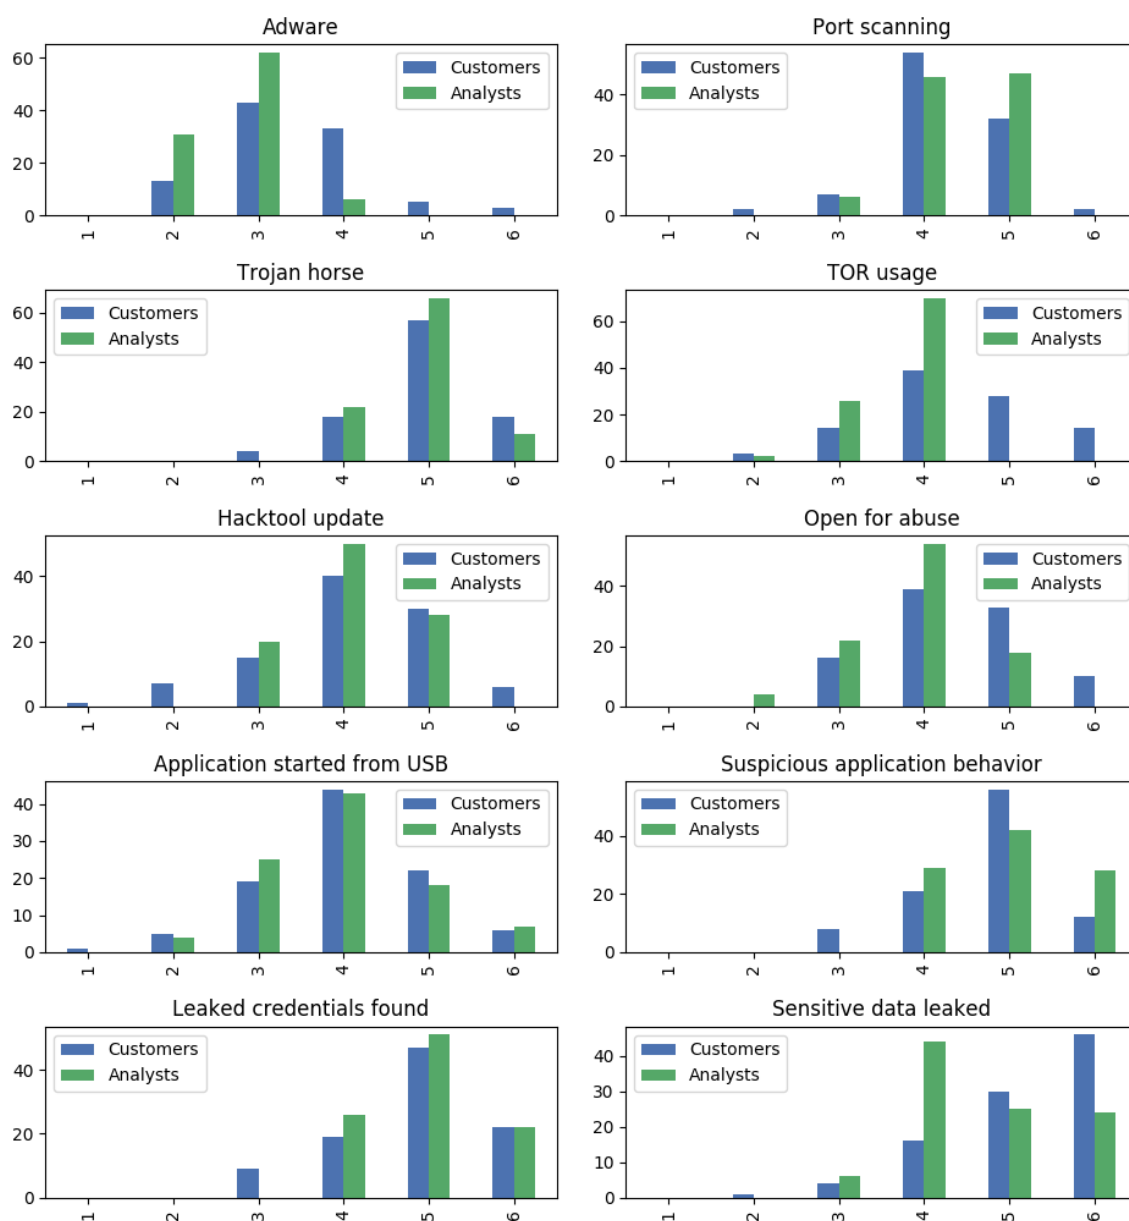 Adware
60
40
20
0
Customers
Analysts
1 2 3 4 5 6
Port scanning
40
20
0
Customers
Analysts
1 2 3 4 5 6
Trojan horse
60
40
20
0
Customers
Analysts
1 2 3 4 5 6
TOR usage
60
40
20
0
Customers
Analysts
1 2 3 4 5 6
Hacktool update
40
20
0
Customers
Analysts
1 2 3 4 5 6
Open for abuse
40
20
0
Customers
Analysts
1 2 3 4 5 6
Application started from USB
40
30
20
10
0
Customers
Analysts
1 2 3 4 5 6
Suspicious application behavior
40
20
0
Customers
Analysts
1 2 3 4 5 6
Leaked credentials found
40
20
0
Customers
Analysts
1 2 3 4 5 6
Sensitive data leaked
40
30
20
10
0
Customers
Analysts
1 2 3 4 5 6